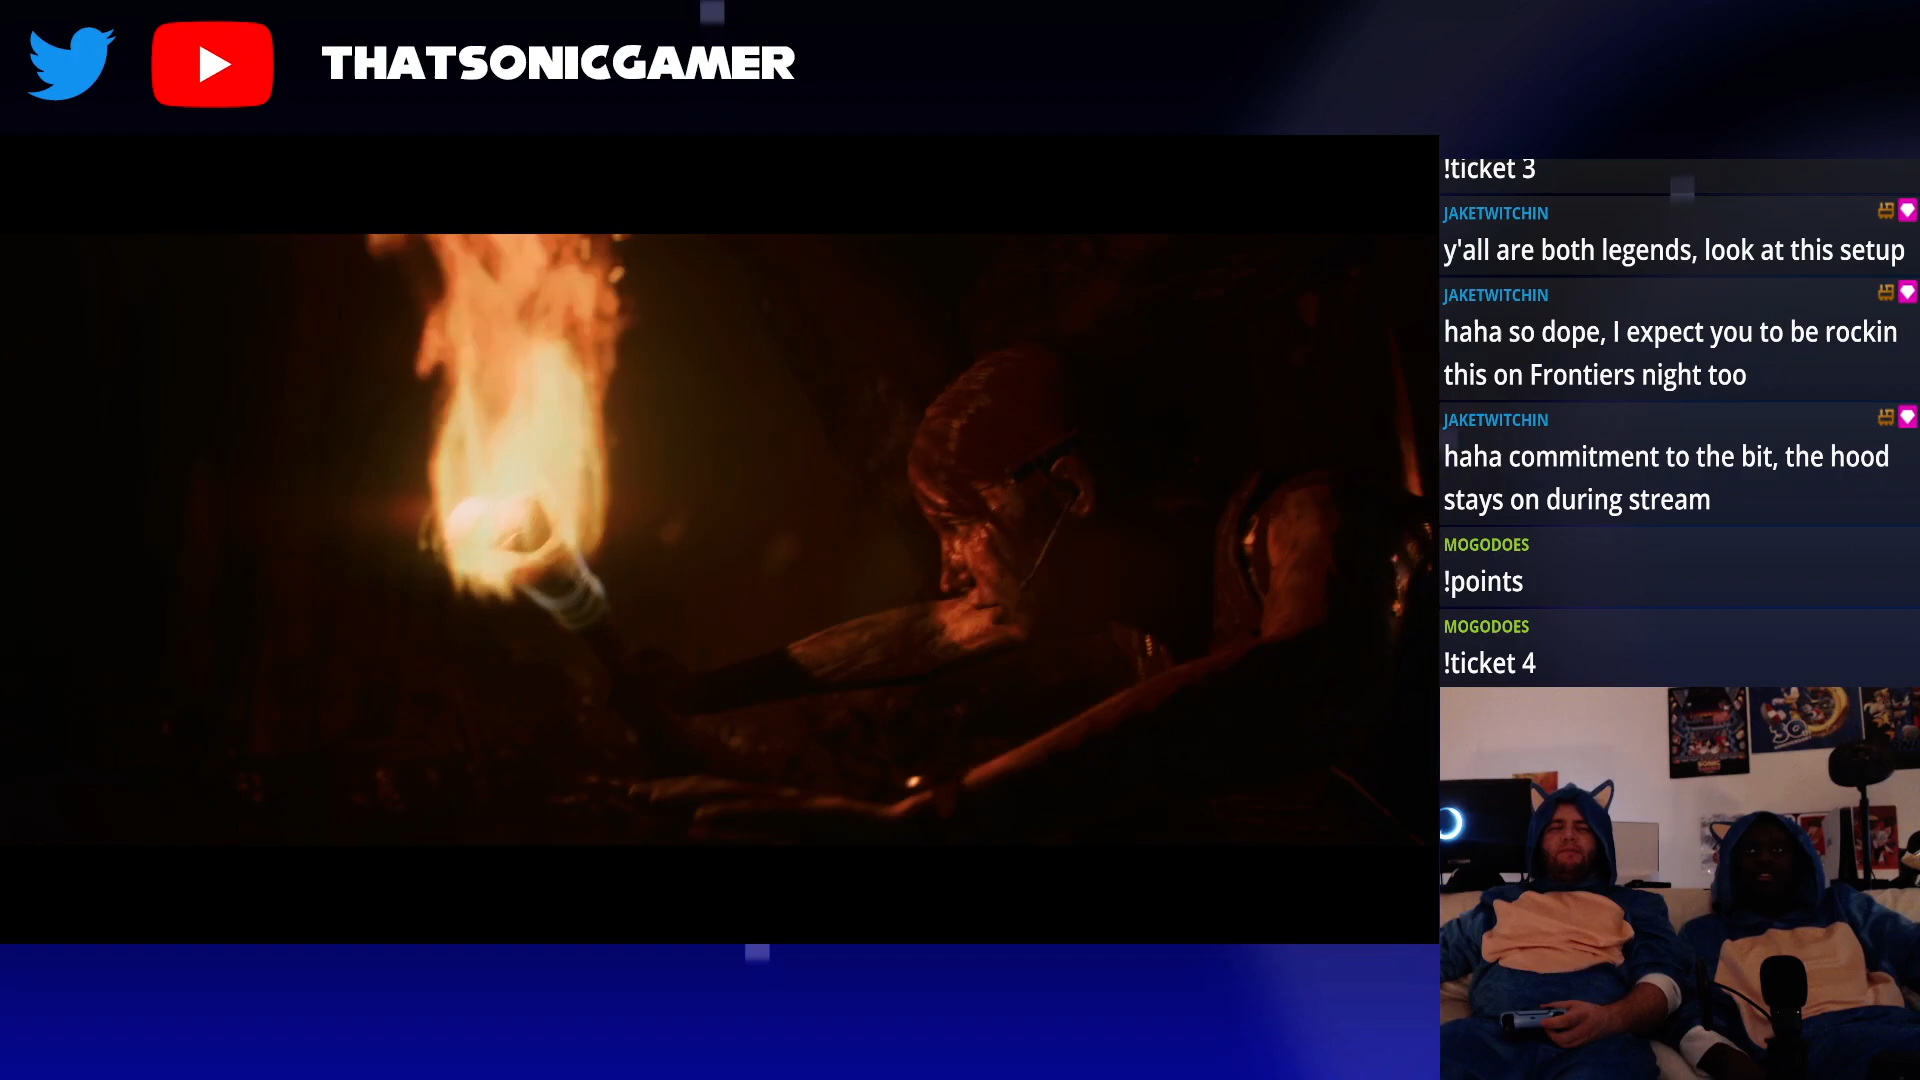 THATSONICGAMER
!ticket 3
JAKETWITCHIN
y'all are both legends, look at this setup
JAKETWITCHIN
haha so dope, I expect you to be rockin
this on Frontiers night too
JAKETWITCHIN
haha commitment to the bit, the hood
stays on during stream
MOGODOES
!points
MOGODOES
!ticket 4
30
SONIC